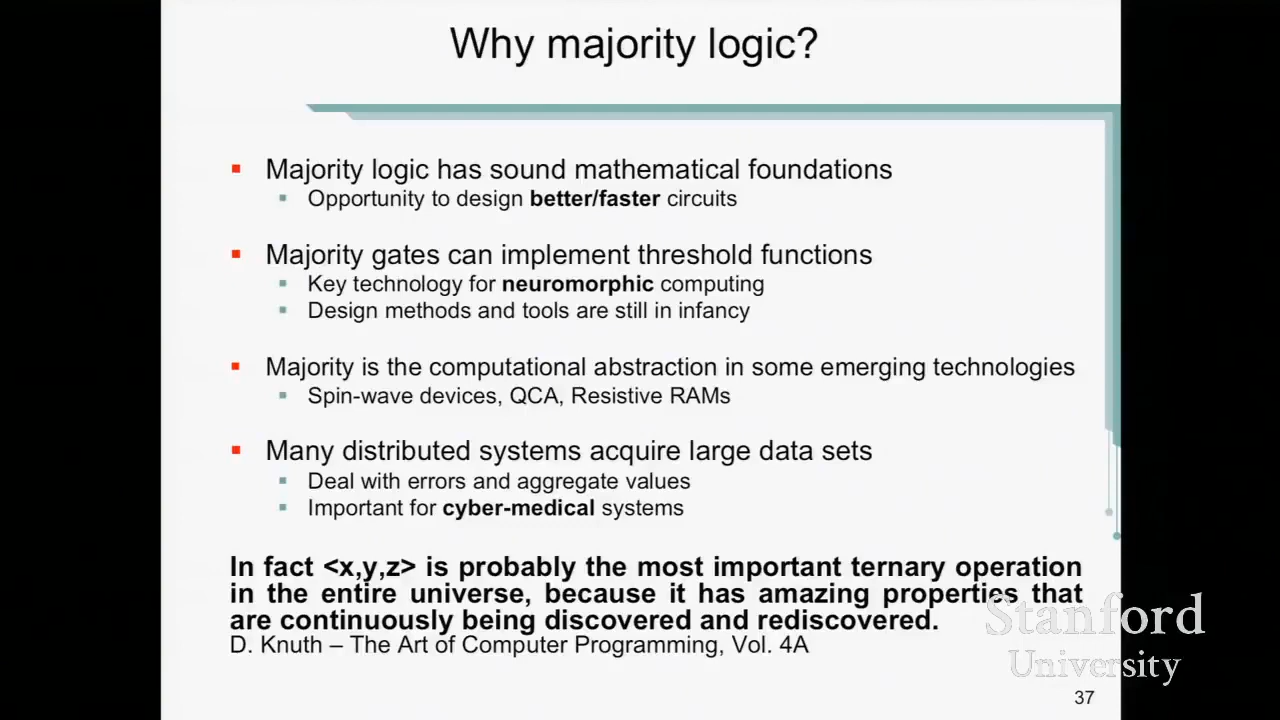 Why majority logic?
Majority logic has sound mathematical foundations
Opportunity to design better/faster circuits
Majority gates can implement threshold functions
Key technology for neuromorphic computing
Design methods and tools are still in infancy
Majority is the computational abstraction in some emerging technologies
Spin-wave devices, QCA, Resistive RAMs
Many distributed systems acquire large data sets
Deal with errors and aggregate values
Important for cyber-medical systems
In fact <x,y,z> is probably the most important ternary operation
in the entire universe, because it has amazing properties that
are continuously being discovered and rediscovered.
D. Knuth – The Art of Computer Programming, Vol. 4A
Stanford
University
37